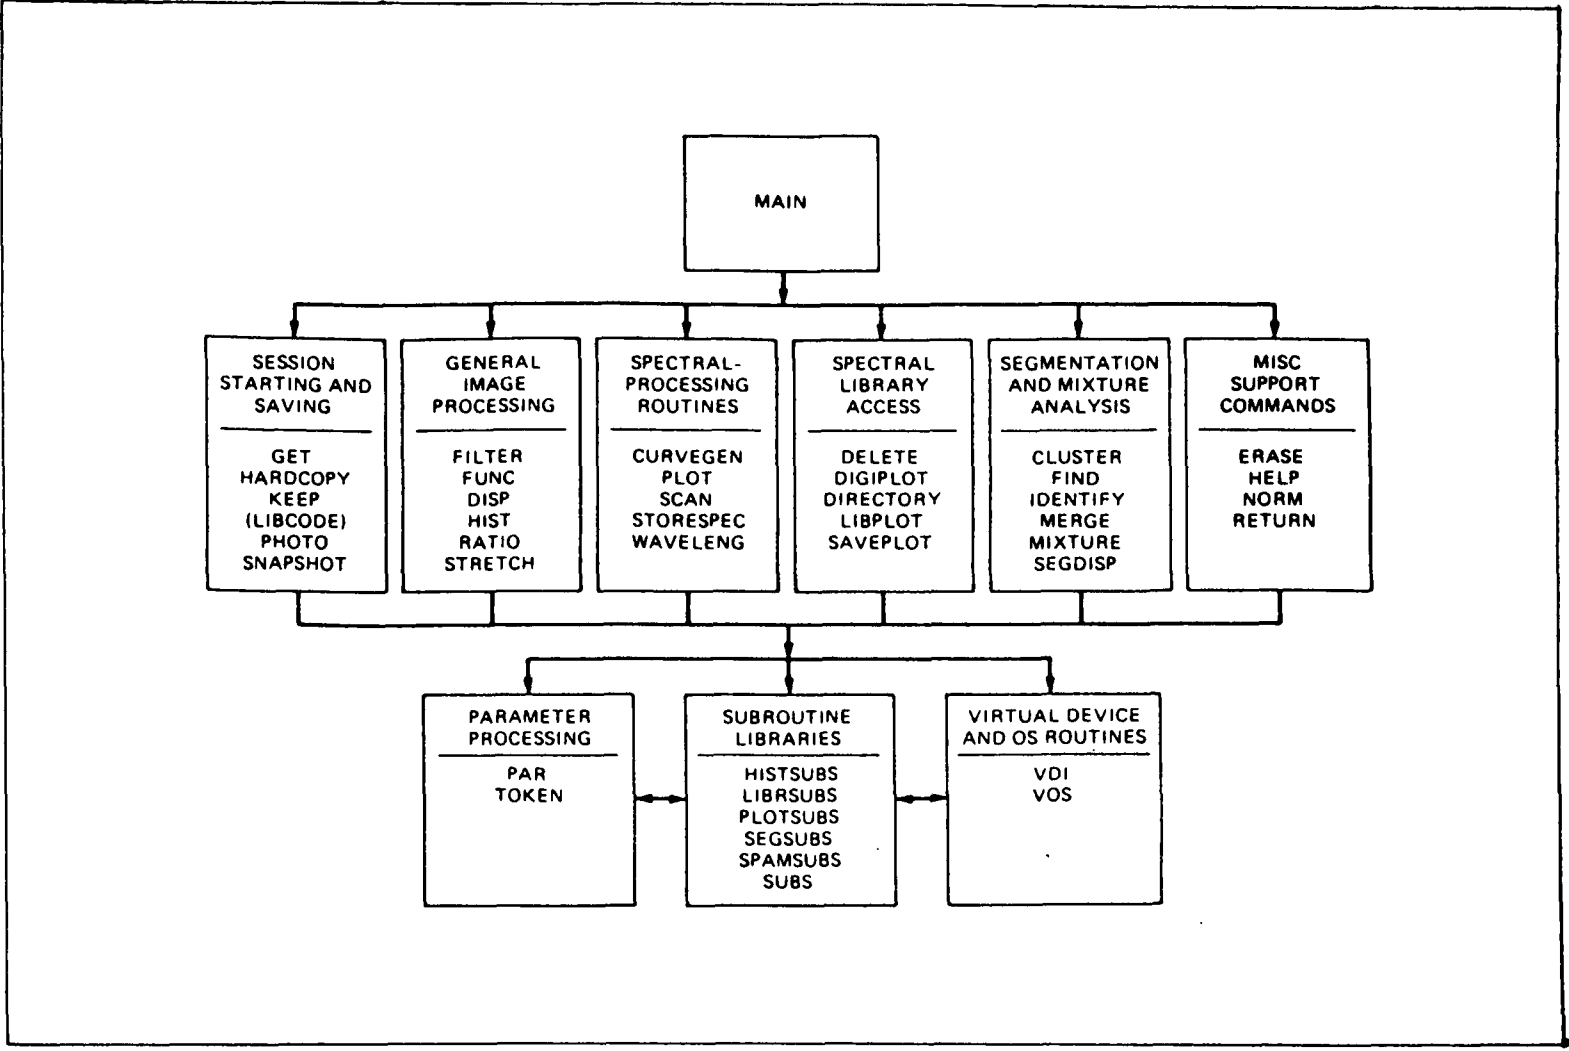 MAIN
SESSION
STARTING AND
SAVING
GET
HARDCOPY
KEEP
(LIBCODE)
PHOTO
SNAPSHOT
GENERAL
IMAGE
PROCESSING
FILTER
FUNC
DISP
HIST
RATIO
STRETCH
SPECTRAL-
PROCESSING
ROUTINES
CURVEGEN
PLOT
SCAN
STORESPEC
WAVELENG
SPECTRAL
LIBRARY
ACCESS
DELETE
DIGIPLOT
DIRECTORY
LIBPLOT
SAVEPLOT
SEGMENTATION
AND MIXTURE
ANALYSIS
CLUSTER
FIND
IDENTIFY
MERGE
MIXTURE
SEGDISP
MISC
SUPPORT
COMMANDS
ERASE
HELP
NORM
RETURN
PARAMETER
PROCESSING
PAR
TOKEN
SUBROUTINE
LIBRARIES
HISTSUBS
LIBRSUBS
PLOTSUBS
SEGSUBS
SPAMSUBS
SUBS
VIRTUAL DEVICE
AND OS ROUTINES
VDI
VOS